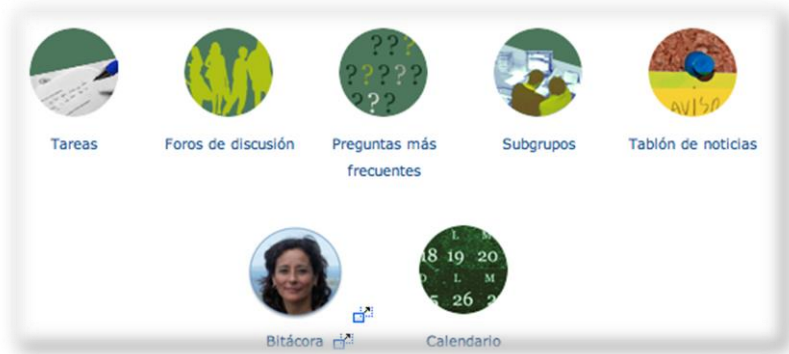 ???
?????
???
AVISO
Tareas
Foros de discusión
Preguntas más
frecuentes
Subgrupos
Tablón de noticias
L M
18 19 20
L M
26
Bitácora
Calendario